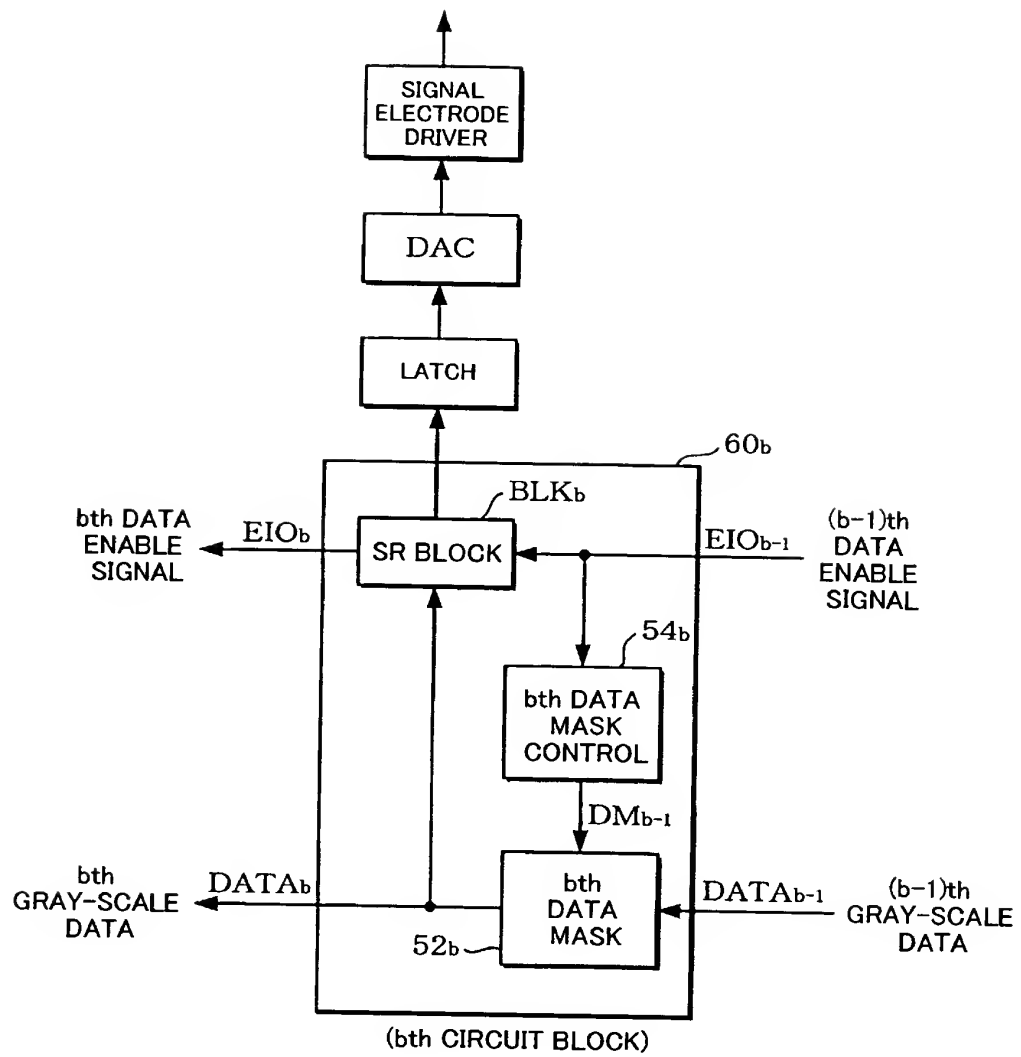 SIGNAL
ELECTRODE
DRIVER
DAC
LATCH
60b
BLKb
bth DATA
ENABLE
SIGNAL
EIOb
SR BLOCK
EIOb-1
(b-1)th
DATA
ENABLE
SIGNAL
54b
bth DATA
MASK
CONTROL
DMb-1
bth
GRAY-SCALE
DATA
DATAb
bth
DATA
MASK
52b
DATAb-1
(b-1)th
GRAY-SCALE
DATA
(bth CIRCUIT BLOCK)